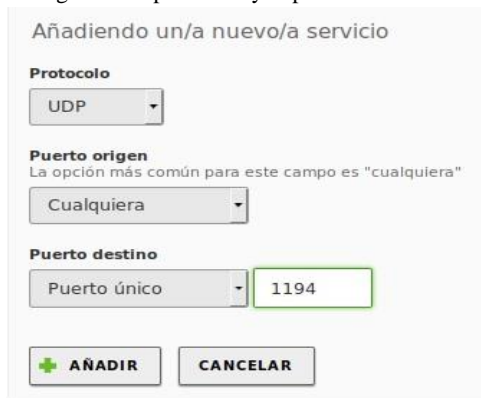 Añadiendo un/a nuevo/a servicio
Protocolo
UDP
Puerto origen
La opción más común para este campo es "cualquiera"
Cualquiera
Puerto destino
Puerto único 1194
AÑADIR CANCELAR